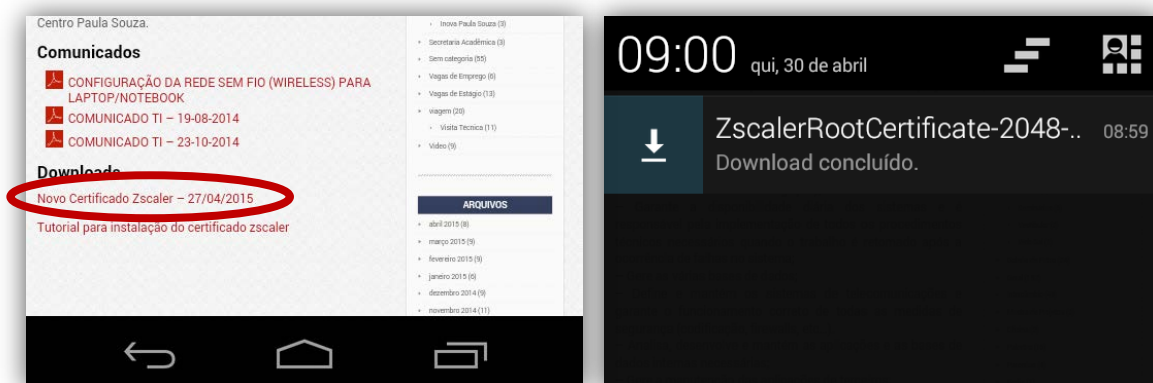 Centro Paula Souza.
Comunicados
CONFIGURAÇÃO DA REDE SEM FIO (WIRELESS) PARA
LAPTOP/NOTEBOOK
COMUNICADO TI – 19-08-2014
COMUNICADO TI – 23-10-2014
Downloads
Novo Certificado Zscaler – 27/04/2015
Tutorial para instalação do certificado zscaler
Inova Paula Souza (3)
Secretaria Acadêmica (3)
Sem categoria (55)
Vagas de Emprego (6)
Vagas de Estágio (13)
viagem (20)
Visita Técnica (11)
Video (9)
ARQUIVOS
abril 2015 (8)
março 2015 (9)
fevereiro 2015 (9)
janeiro 2015 (6)
dezembro 2014 (9)
novembro 2014 (11)
09:00 qui, 30 de abril
ZscalerRootCertificate-2048-.. 08:59
Download concluído.